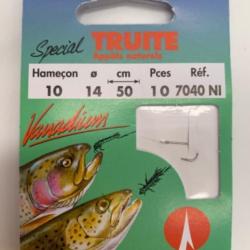 Special TRUITE
Appâts naturels
Hameçon ø cm Pces Réf.
10 14 50 10 7040 NI
Vanadium